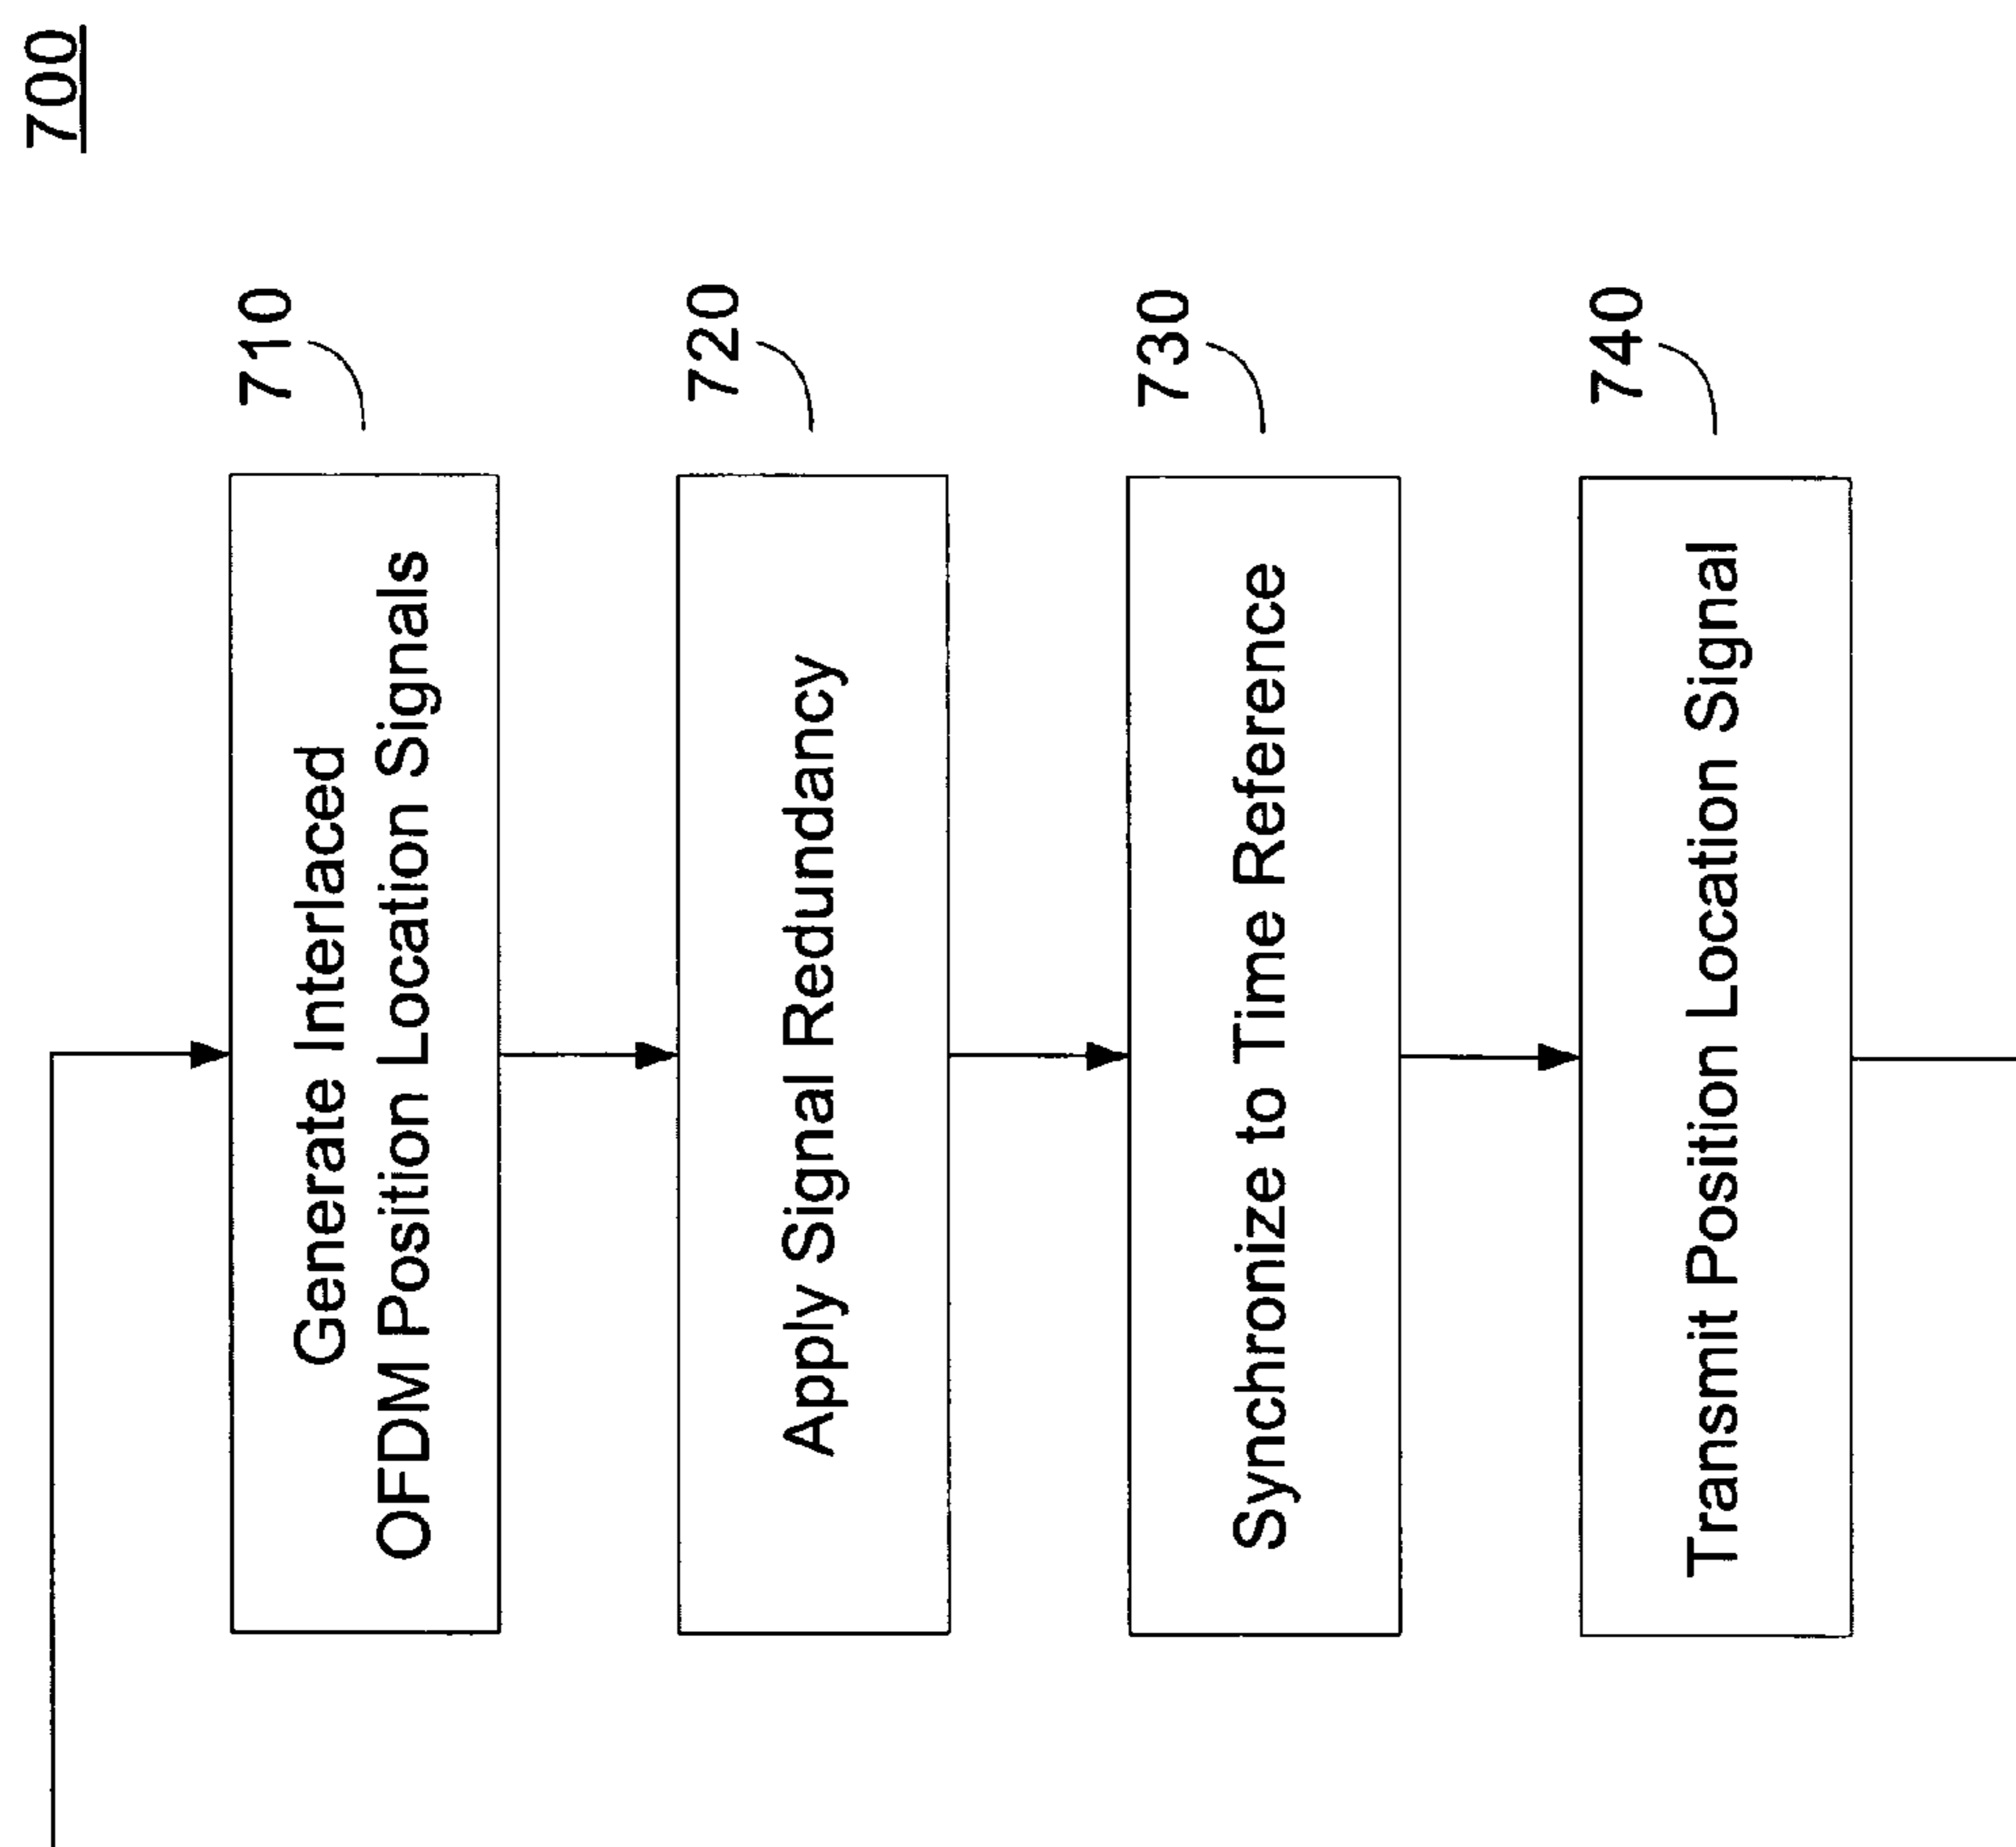 700
710
Generate Interlaced
OFDM Position Location Signals
720
Apply Signal Redundancy
730
Synchronize to Time Reference
740
Transmit Position Location Signal